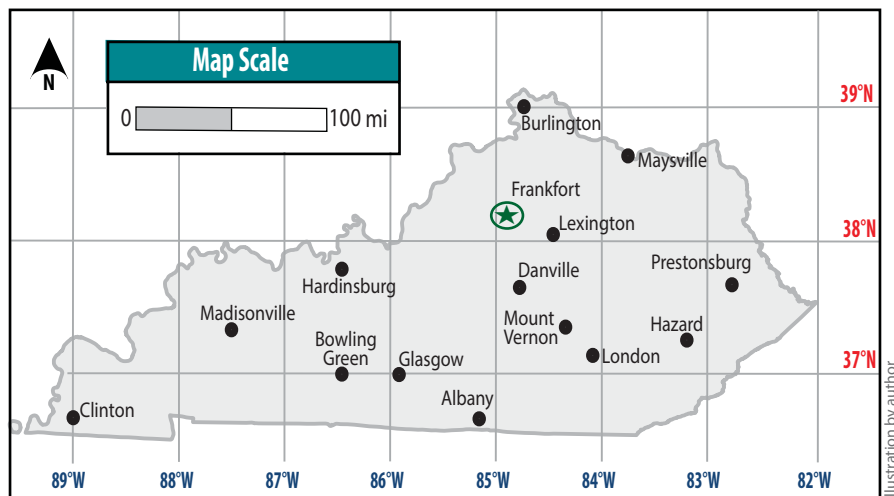 Map Scale
0 100 mi
N
39°N
Burlington
Maysville
Frankfort
Lexington
38°N
Prestonsburg
Danville
Hardinsburg
Madisonville
Mount
Vernon
Hazard
Bowling
Green
Glasgow
London
37°N
Albany
Clinton
89°W 88°W 87°W 86°W 85°W 84°W 83°W 82°W
by author